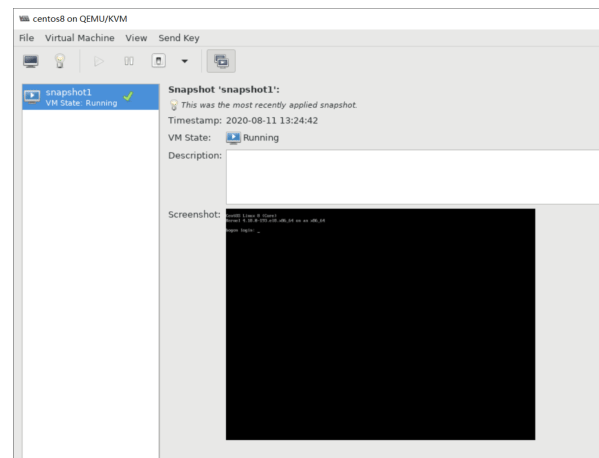 centos8 on QEMU/KVM
File Virtual Machine View Send Key
snapshot1
VM State: Running
Snapshot 'snapshot1':
This was the most recently applied snapshot.
Timestamp: 2020-08-11 13:24:42
VM State: Running
Description:
Screenshot:
CentOS Linux 8 (Core)
Kernel 4.18.0-193.el8.x86_64 on an x86_64
login: _